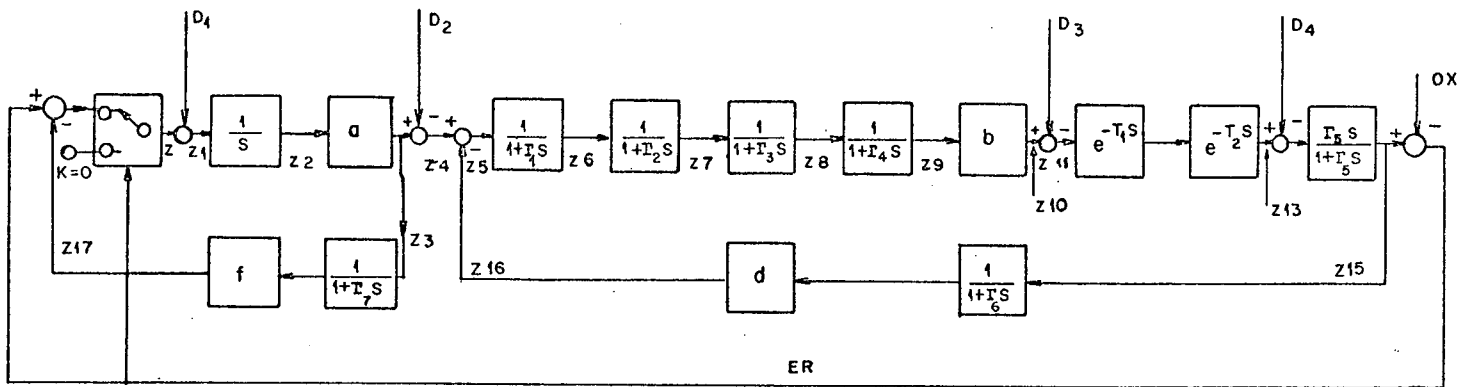 D1
D2
D3
D4
OX
+
-
K=0
Z
Z1
1/S
Z2
a
+
-
Z4
+
-
Z5
1/(1+Γ1S)
Z6
1/(1+Γ2S)
Z7
1/(1+Γ3S)
Z8
1/(1+Γ4S)
Z9
b
+
-
Z11
Z10
e^-T1S
e^-T2S
+
-
Z13
Γ5S/(1+Γ5S)
+
-
Z17
f
1/(1+Γ7S)
Z3
Z16
d
1/(1+Γ6S)
Z15
ER